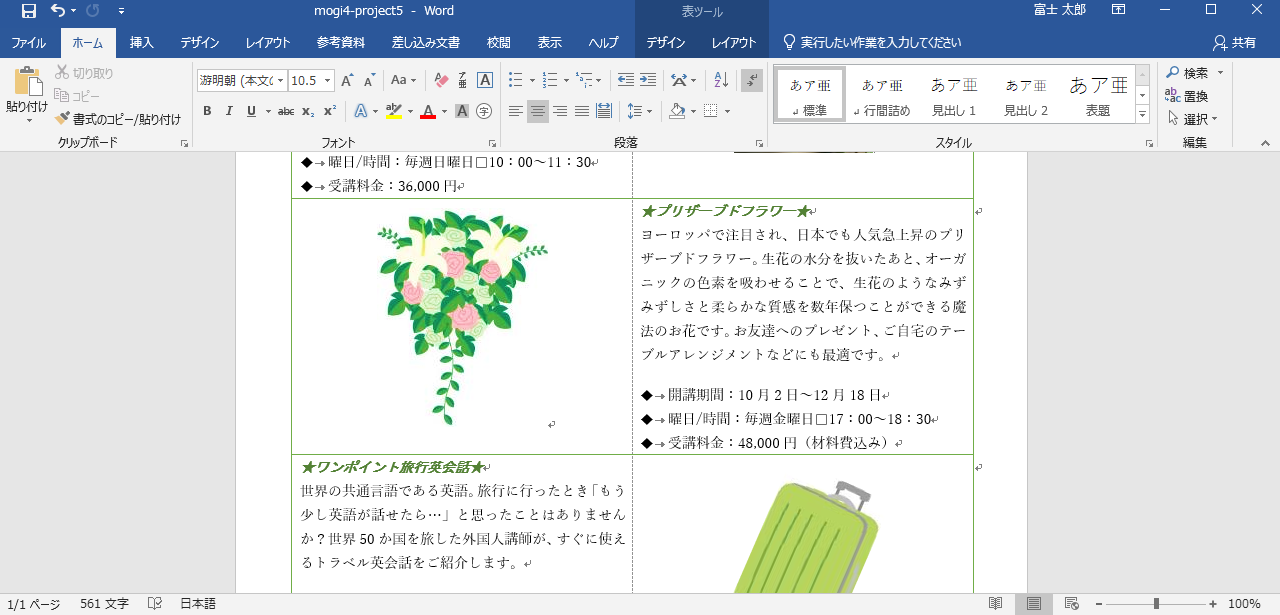 mogi4-project5 - Word
表ツール
富士 太郎
ファイル ホーム 挿入 デザイン レイアウト 参考資料 差し込み文書 校閲 表示 ヘルプ デザイン レイアウト 実行したい作業を入力してください 共有
貼り付け
切り取り
コピー
書式のコピー/貼り付け
クリップボード
游明朝 (本文の 10.5
フォント
段落
あア亜 あア亜 あア亜 あア亜 あア亜
標準 行間詰め 見出し 1 見出し 2 表題
スタイル
検索
置換
選択
編集
◆→曜日/時間：毎週日曜日□10：00～11：30
◆→受講料金：36,000 円
★プリザーブドフラワー★
ヨーロッパで注目され、日本でも人気急上昇のプリ
ザーブドフラワー。生花の水分を抜いたあと、オーガ
ニックの色素を吸わせることで、生花のようなみず
みずしさと柔らかな質感を数年保つことができる魔
法のお花です。お友達へのプレゼント、ご自宅のテー
ブルアレンジメントなどにも最適です。
◆→開講期間：10 月 2 日～12 月 18 日
◆→曜日/時間：毎週金曜日□17：00～18：30
◆→受講料金：48,000 円（材料費込み）
★ワンポイント旅行英会話★
世界の共通言語である英語。旅行に行ったとき「もう
少し英語が話せたら…」と思ったことはありません
か？世界 50 か国を旅した外国人講師が、すぐに使え
るトラベル英会話をご紹介します。
1/1 ページ 561 文字 日本語 100%